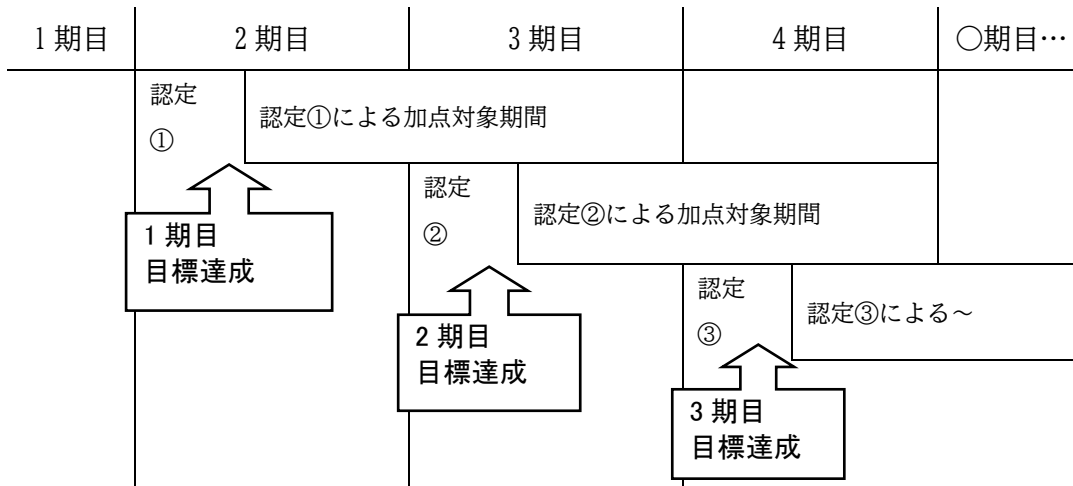 1期目 2期目 3期目 4期目 ○期目…
認定
①
認定①による加点対象期間
1期目
目標達成
認定
②
認定②による加点対象期間
2期目
目標達成
認定
③
認定③による～
3期目
目標達成